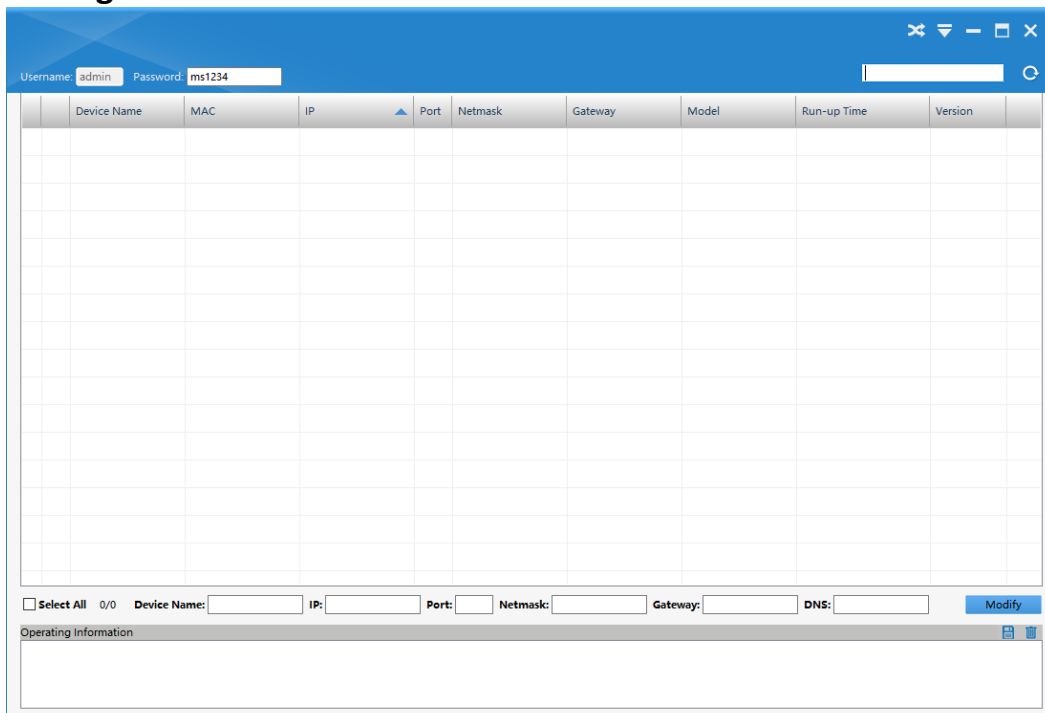 Username: admin Password: ms1234
Device Name MAC IP Port Netmask Gateway Model Run-up Time Version
Select All 0/0 Device Name: IP: Port: Netmask: Gateway: DNS: Modify
Operating Information